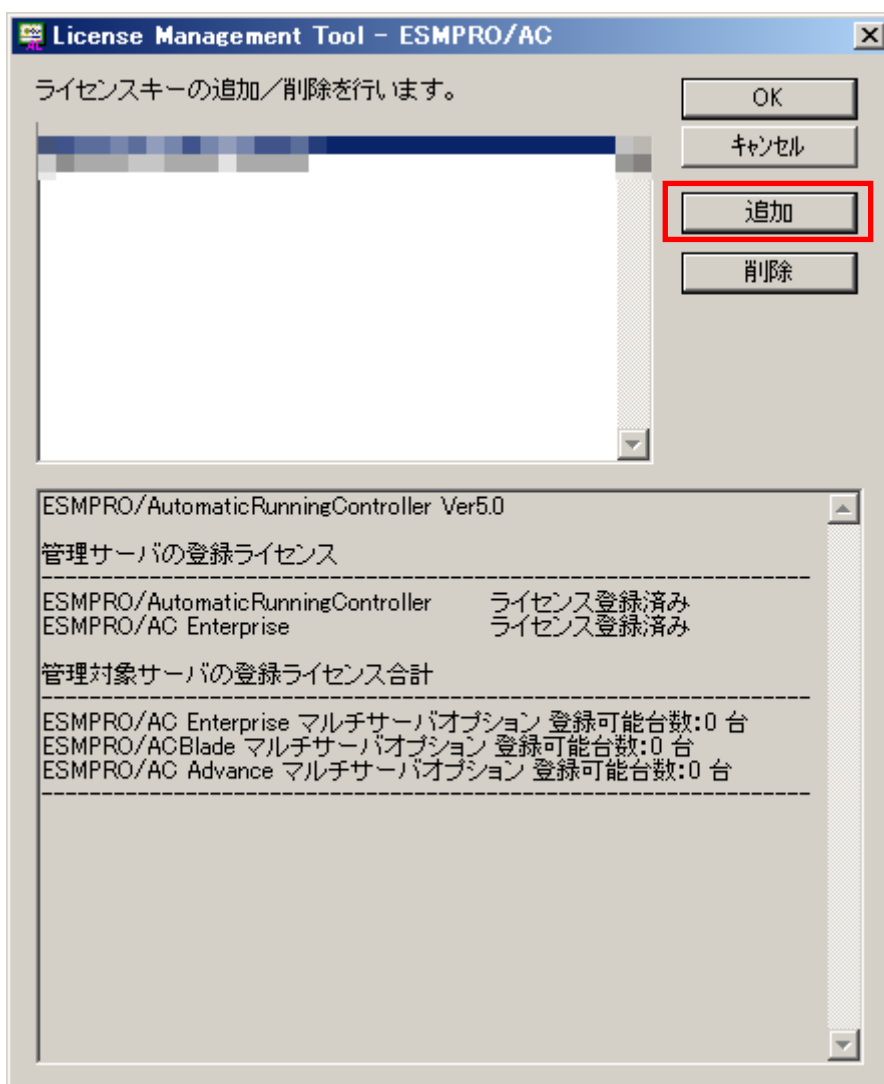 License Management Tool - ESMPRO/AC
ライセンスキーの追加／削除を行います。
OK
キャンセル
追加
削除
ESMPRO/AutomaticRunningController Ver5.0
管理サーバの登録ライセンス
----------------------------------------------------------------
ESMPRO/AutomaticRunningController ライセンス登録済み
ESMPRO/AC Enterprise ライセンス登録済み
管理対象サーバの登録ライセンス合計
----------------------------------------------------------------
ESMPRO/AC Enterprise マルチサーバオプション 登録可能台数:0 台
ESMPRO/ACBlade マルチサーバオプション 登録可能台数:0 台
ESMPRO/AC Advance マルチサーバオプション 登録可能台数:0 台
----------------------------------------------------------------